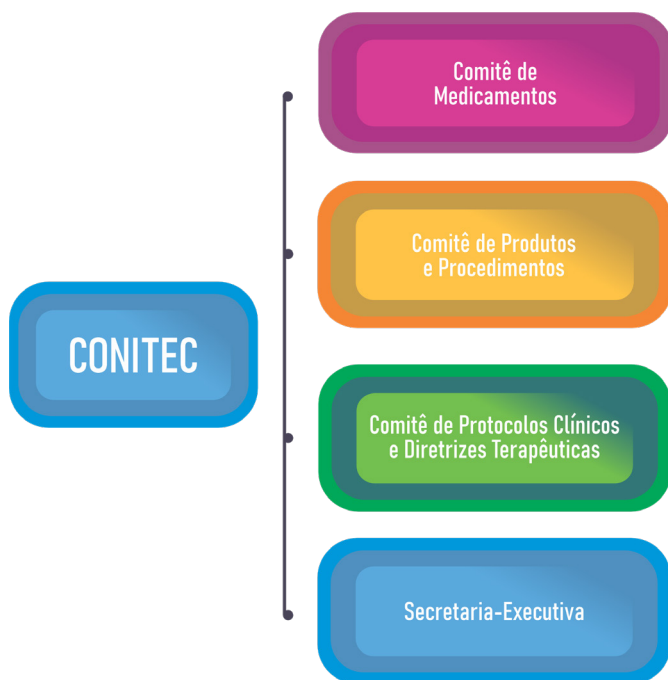 CONITEC
Comitê de
Medicamentos
Comitê de Produtos
e Procedimentos
Comitê de Protocolos Clínicos
e Diretrizes Terapêuticas
Secretaria-Executiva